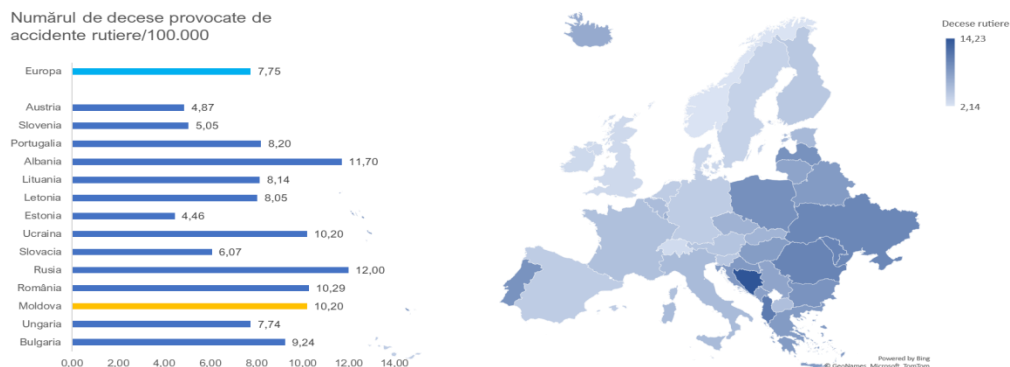 Numărul de decese provocate de
accidente rutiere/100.000
Europa 7,75
Austria 4,87
Slovenia 5,05
Portugalia 8,20
Albania 11,70
Lituania 8,14
Letonia 8,05
Estonia 4,46
Ucraina 10,20
Slovacia 6,07
Rusia 12,00
România 10,29
Moldova 10,20
Ungaria 7,74
Bulgaria 9,24
0,00 2,00 4,00 6,00 8,00 10,00 12,00 14,00
Decese rutiere
14,23
2,14
Powered by Bing
© GeoNames, Microsoft, TomTom